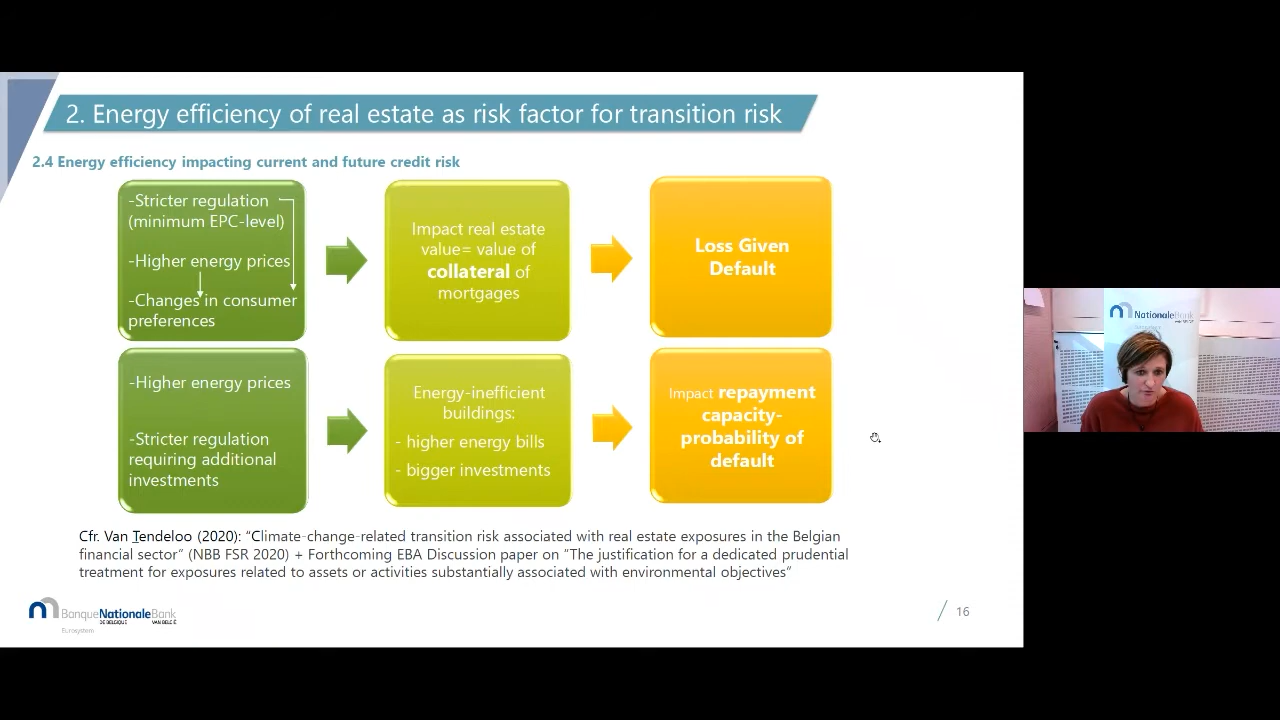 2. Energy efficiency of real estate as risk factor for transition risk
2.4 Energy efficiency impacting current and future credit risk
-Stricter regulation
(minimum EPC-level)
-Higher energy prices
-Changes in consumer
preferences
Impact real estate
value= value of
collateral of
mortgages
Loss Given
Default
-Higher energy prices
-Stricter regulation
requiring additional
investments
Energy-inefficient
buildings:
- higher energy bills
- bigger investments
Impact repayment
capacity-
probability of
default
Cfr. Van Tendeloo (2020): “Climate-change-related transition risk associated with real estate exposures in the Belgian
financial sector” (NBB FSR 2020) + Forthcoming EBA Discussion paper on “The justification for a dedicated prudential
treatment for exposures related to assets or activities substantially associated with environmental objectives”
BanqueNationaleBank
DE BELGIQUE VAN BELGIË
Eurosystem
16
NationaleBank